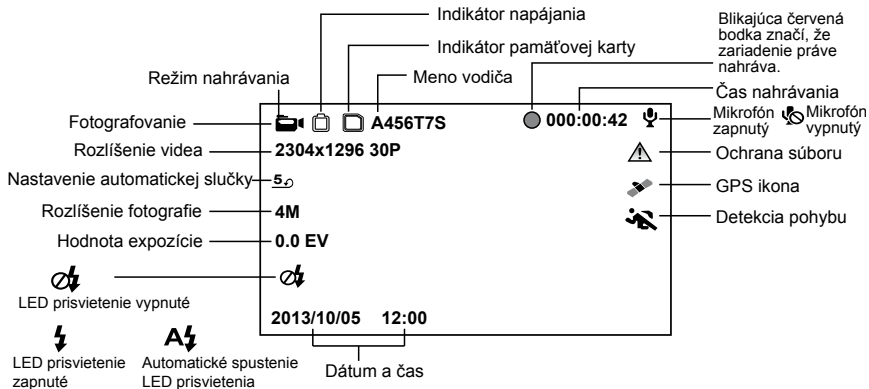 Indikátor napájania
Indikátor pamäťovej karty
Meno vodiča
Režim nahrávania
Blikajúca červená
bodka značí, že
zariadenie práve
nahráva.
Čas nahrávania
Fotografovanie
A456T7S
000:00:42
Mikrofón
zapnutý
Mikrofón
vypnutý
Rozlíšenie videa
2304x1296 30P
Ochrana súboru
Nastavenie automatickej slučky
5
GPS ikona
Rozlíšenie fotografie
4M
Detekcia pohybu
Hodnota expozície
0.0 EV
LED prisvietenie vypnuté
2013/10/05 12:00
A
LED prisvietenie
zapnuté
Automatické spustenie
LED prisvietenia
Dátum a čas